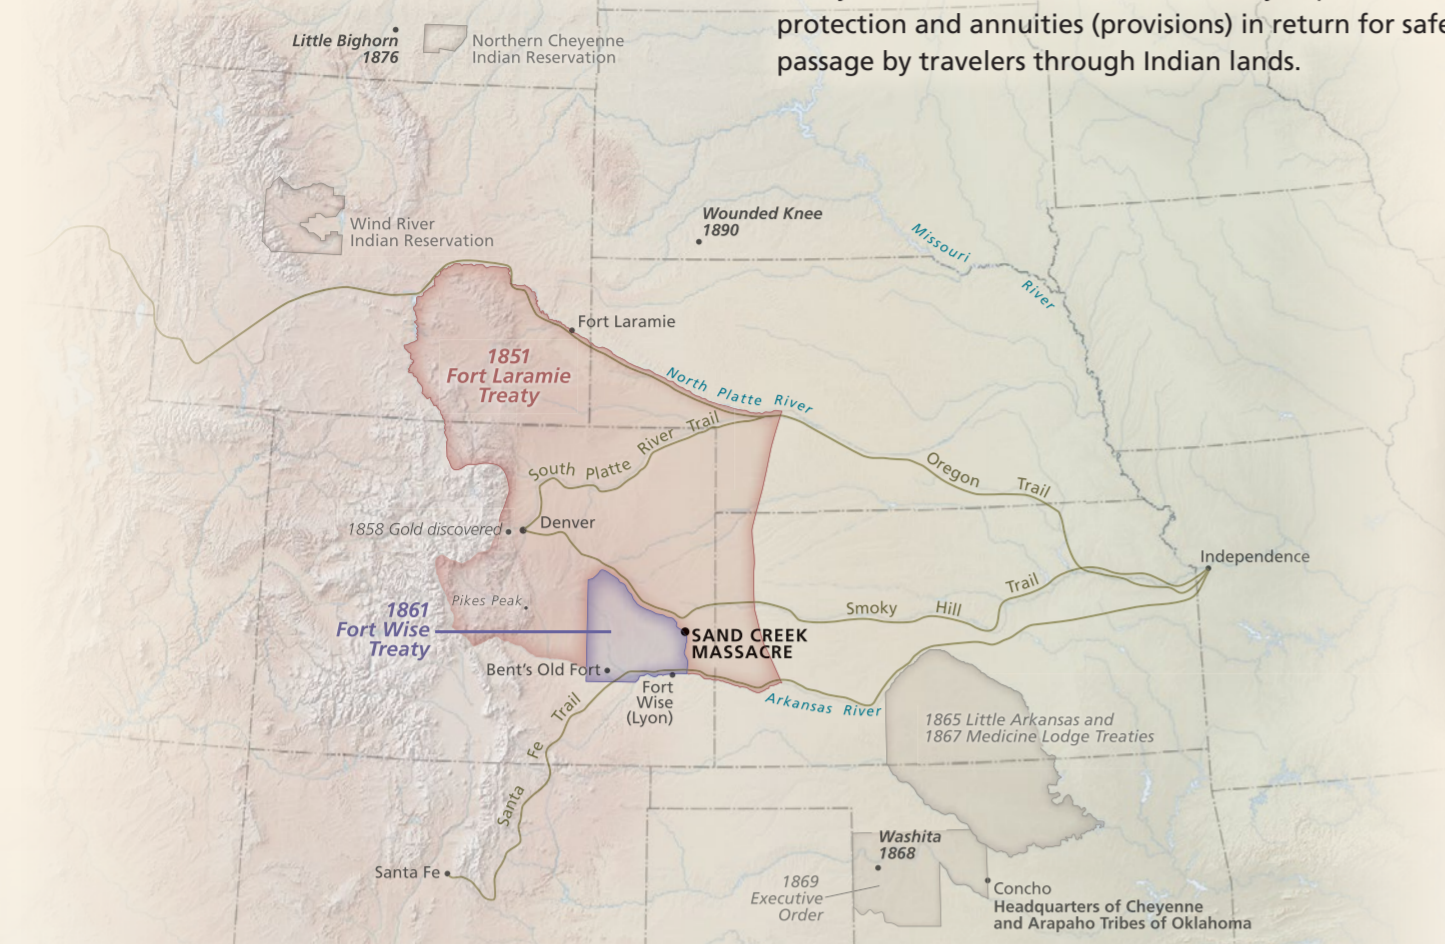 protection and annuities (provisions) in return for safe
passage by travelers through Indian lands.
Little Bighorn
1876
Northern Cheyenne
Indian Reservation
Wind River
Indian Reservation
Wounded Knee
1890
Missouri
River
Fort Laramie
1851
Fort Laramie
Treaty
North Platte River
South Platte River Trail
Oregon Trail
1858 Gold discovered
Denver
Independence
Pikes Peak
1861
Fort Wise
Treaty
Smoky Hill Trail
SAND CREEK
MASSACRE
Bent's Old Fort
Fort
Wise
(Lyon)
Arkansas River
Santa Fe Trail
1865 Little Arkansas and
1867 Medicine Lodge Treaties
Washita
1868
Santa Fe
1869
Executive
Order
Concho
Headquarters of Cheyenne
and Arapaho Tribes of Oklahoma